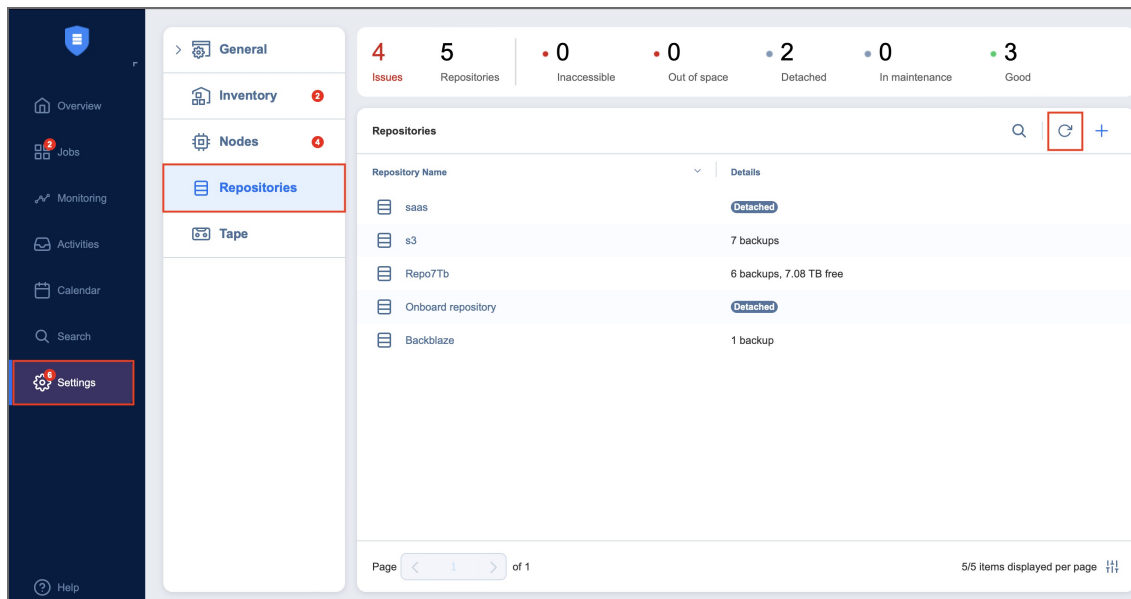 Overview
2
Jobs
Monitoring
Activities
Calendar
Search
6
Settings
Help
General
Inventory 2
Nodes 4
Repositories
Tape
4 5 0 0 2 0 3
Issues Repositories Inaccessible Out of space Detached In maintenance Good
Repositories
Repository Name Details
saas Detached
s3 7 backups
Repo7Tb 6 backups, 7.08 TB free
Onboard repository Detached
Backblaze 1 backup
Page 1 of 1 5/5 items displayed per page